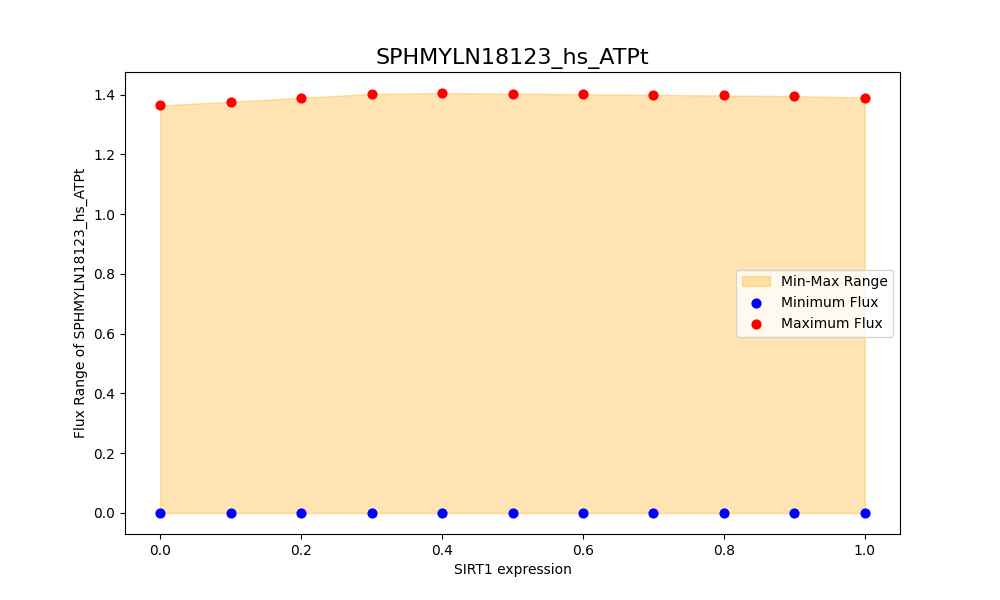 SPHMYLN18123_hs_ATPt
Flux Range of SPHMYLN18123_hs_ATPt
1.4
1.2
1.0
0.8
0.6
0.4
0.2
0.0
Min-Max Range
Minimum Flux
Maximum Flux
0.0 0.2 0.4 0.6 0.8 1.0
SIRT1 expression